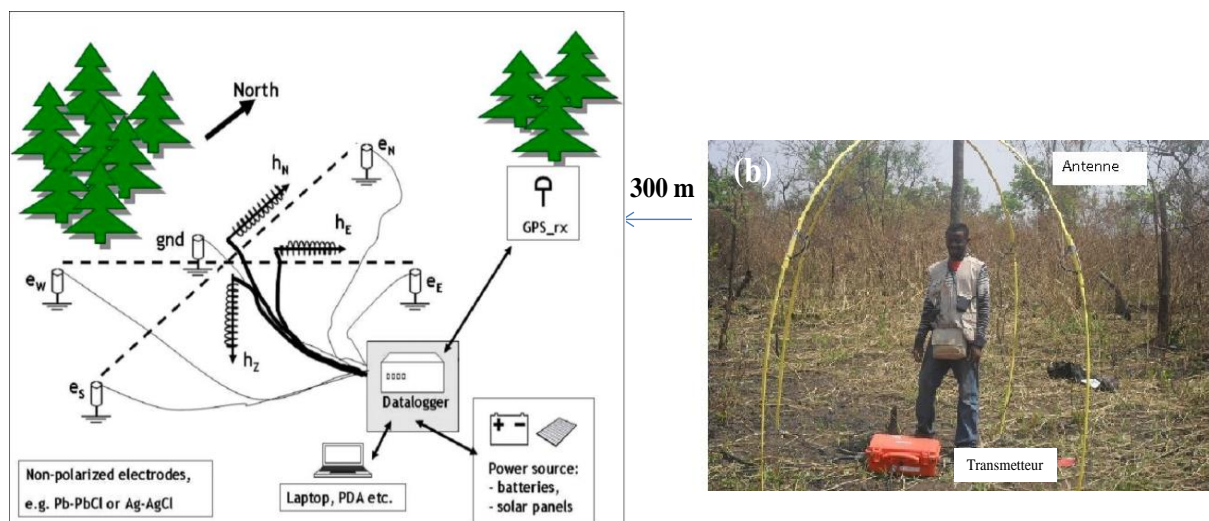 North
e_N
h_N
h_E
gnd
e_W
e_E
h_Z
e_S
GPS_rx
Datalogger
Non-polarized electrodes,
e.g. Pb-PbCl or Ag-AgCl
Laptop, PDA etc.
Power source:
- batteries,
- solar panels
300 m
(b)
Antenne
Transmetteur